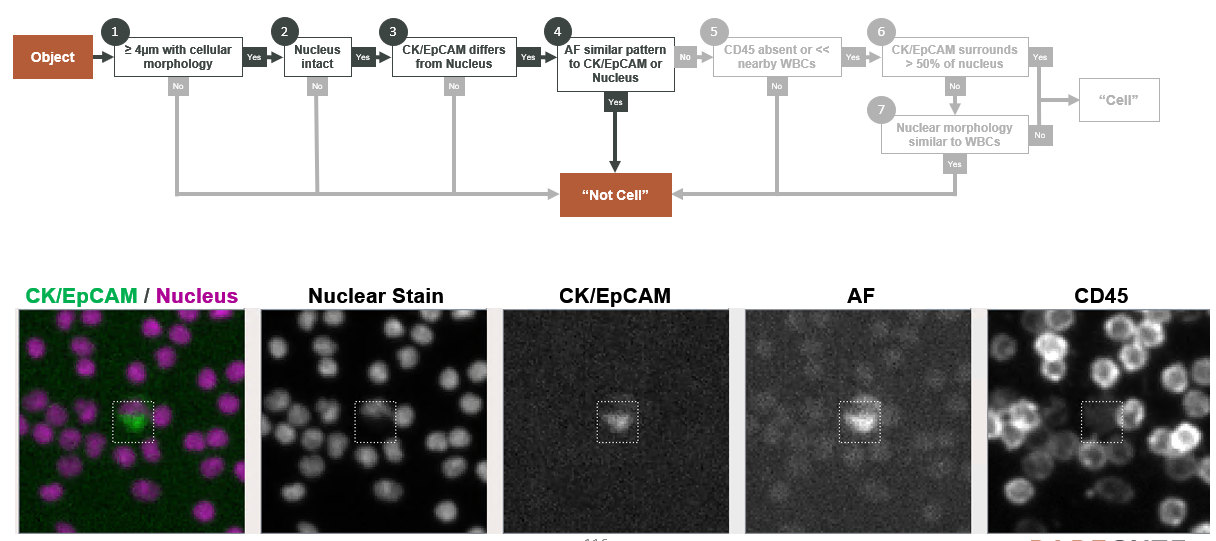 1
2
3
4
5
6
Object
≥ 4µm with cellular
morphology
Yes
Nucleus
intact
Yes
CK/EpCAM differs
from Nucleus
Yes
AF similar pattern
to CK/EpCAM or
Nucleus
No
CD45 absent or <<
nearby WBCs
Yes
CK/EpCAM surrounds
> 50% of nucleus
Yes
No
No
No
Yes
No
No
"Cell"
7
Nuclear morphology
similar to WBCs
No
Yes
"Not Cell"
CK/EpCAM / Nucleus
Nuclear Stain
CK/EpCAM
AF
CD45